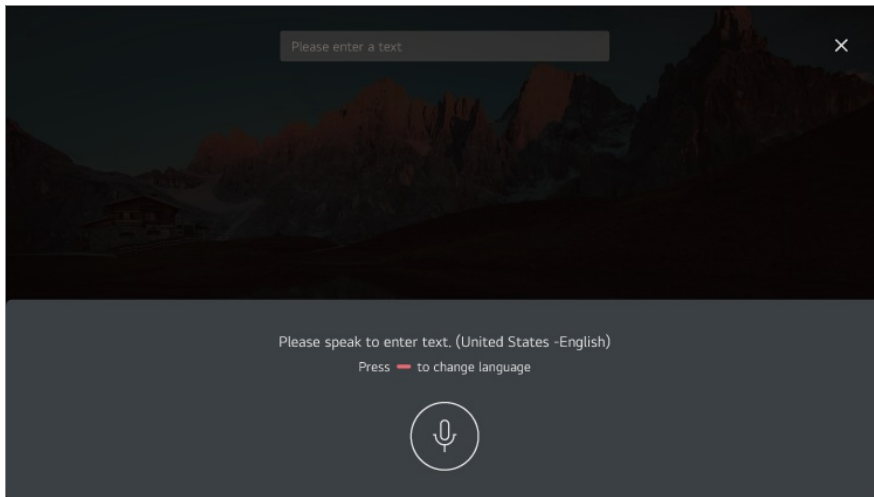 Please enter a text
Please speak to enter text. (United States -English)
Press to change language